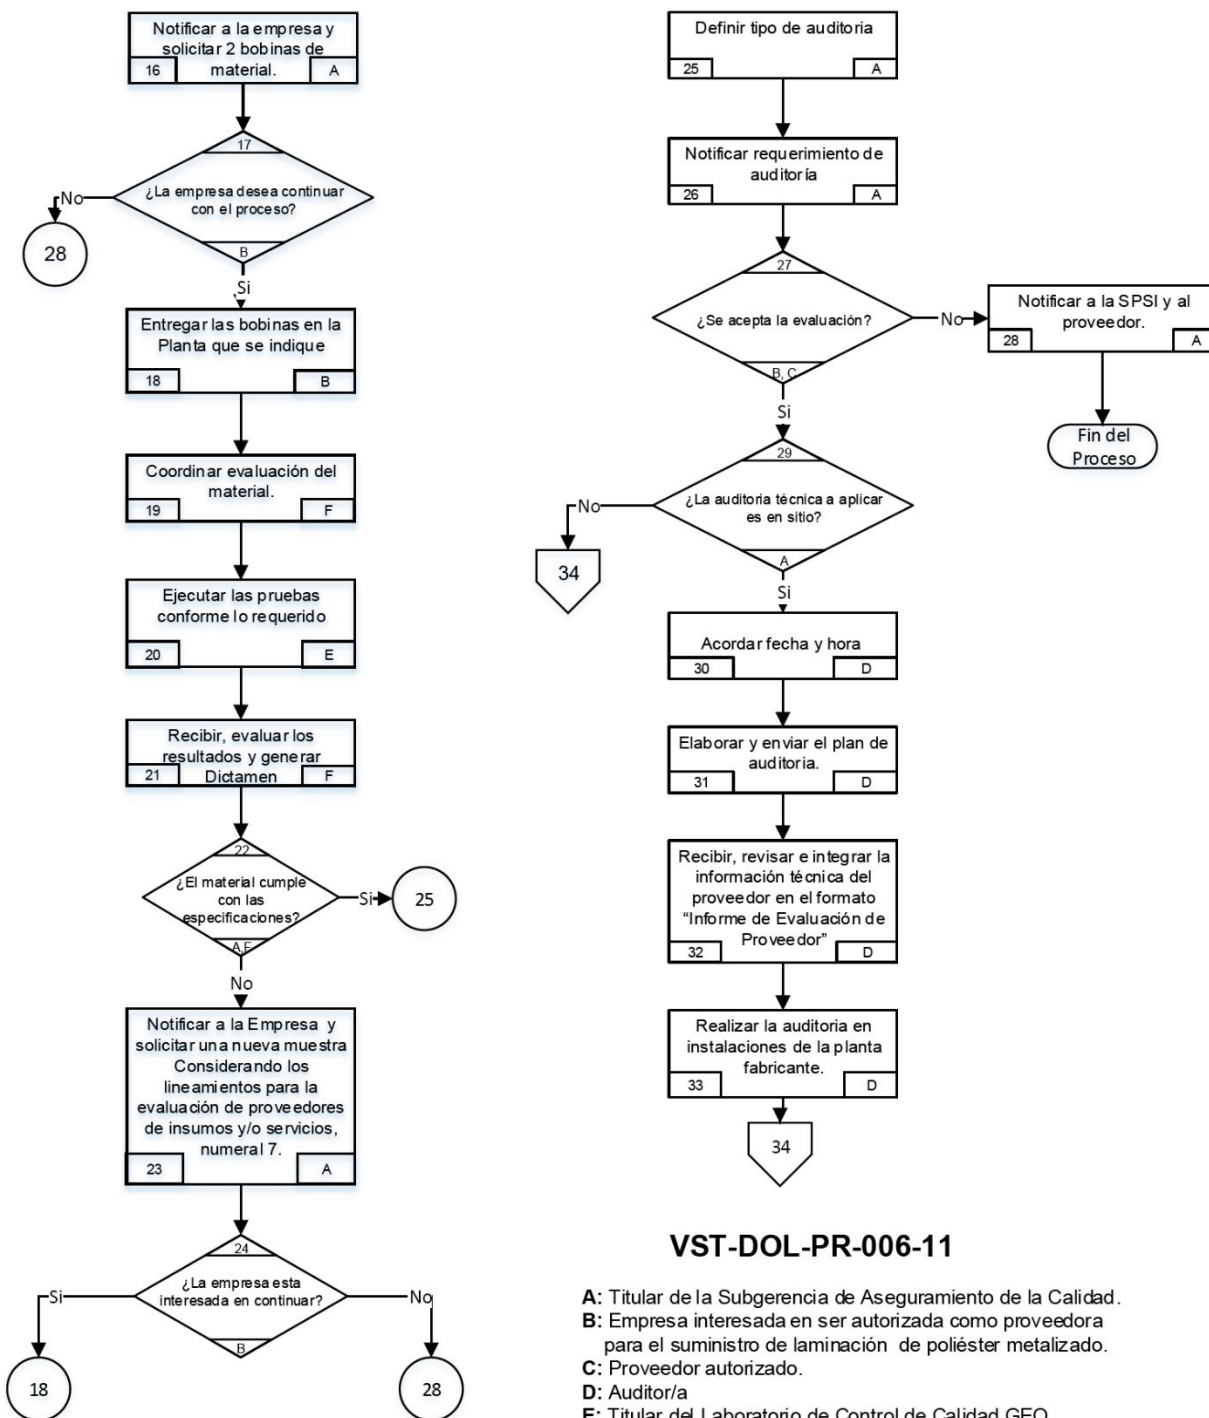 Notificar a la empresa y
solicitar 2 bobinas de
material.
16
A
17
¿La empresa desea continuar
con el proceso?
B
No
28
Si
Entregar las bobinas en la
Planta que se indique
18
B
Coordinar evaluación del
material.
19
F
Ejecutar las pruebas
conforme lo requerido
20
E
Recibir, evaluar los
resultados y generar
Dictamen
21
F
22
¿El material cumple
con las
especificaciones?
A,F
Si
25
No
Notificar a la Empresa y
solicitar una nueva muestra
Considerando los
lineamientos para la
evaluación de proveedores
de insumos y/o servicios,
numeral 7.
23
A
24
¿La empresa esta
interesada en continuar?
B
Si
18
No
28
Definir tipo de auditoria
25
A
Notificar requerimiento de
auditoría
26
A
27
¿Se acepta la evaluación?
B, C
No
Notificar a la SPSI y al
proveedor.
28
A
Fin del
Proceso
Si
29
¿La auditoria técnica a aplicar
es en sitio?
A
No
34
Si
Acordar fecha y hora
30
D
Elaborar y enviar el plan de
auditoria.
31
D
Recibir, revisar e integrar la
información técnica del
proveedor en el formato
“Informe de Evaluación de
Proveedor”
32
D
Realizar la auditoria en
instalaciones de la planta
fabricante.
33
D
34
VST-DOL-PR-006-11
A: Titular de la Subgerencia de Aseguramiento de la Calidad.
B: Empresa interesada en ser autorizada como proveedora
para el suministro de laminación de poliéster metalizado.
C: Proveedor autorizado.
D: Auditor/a
E: Titular del Laboratorio de Control de Calidad GEO